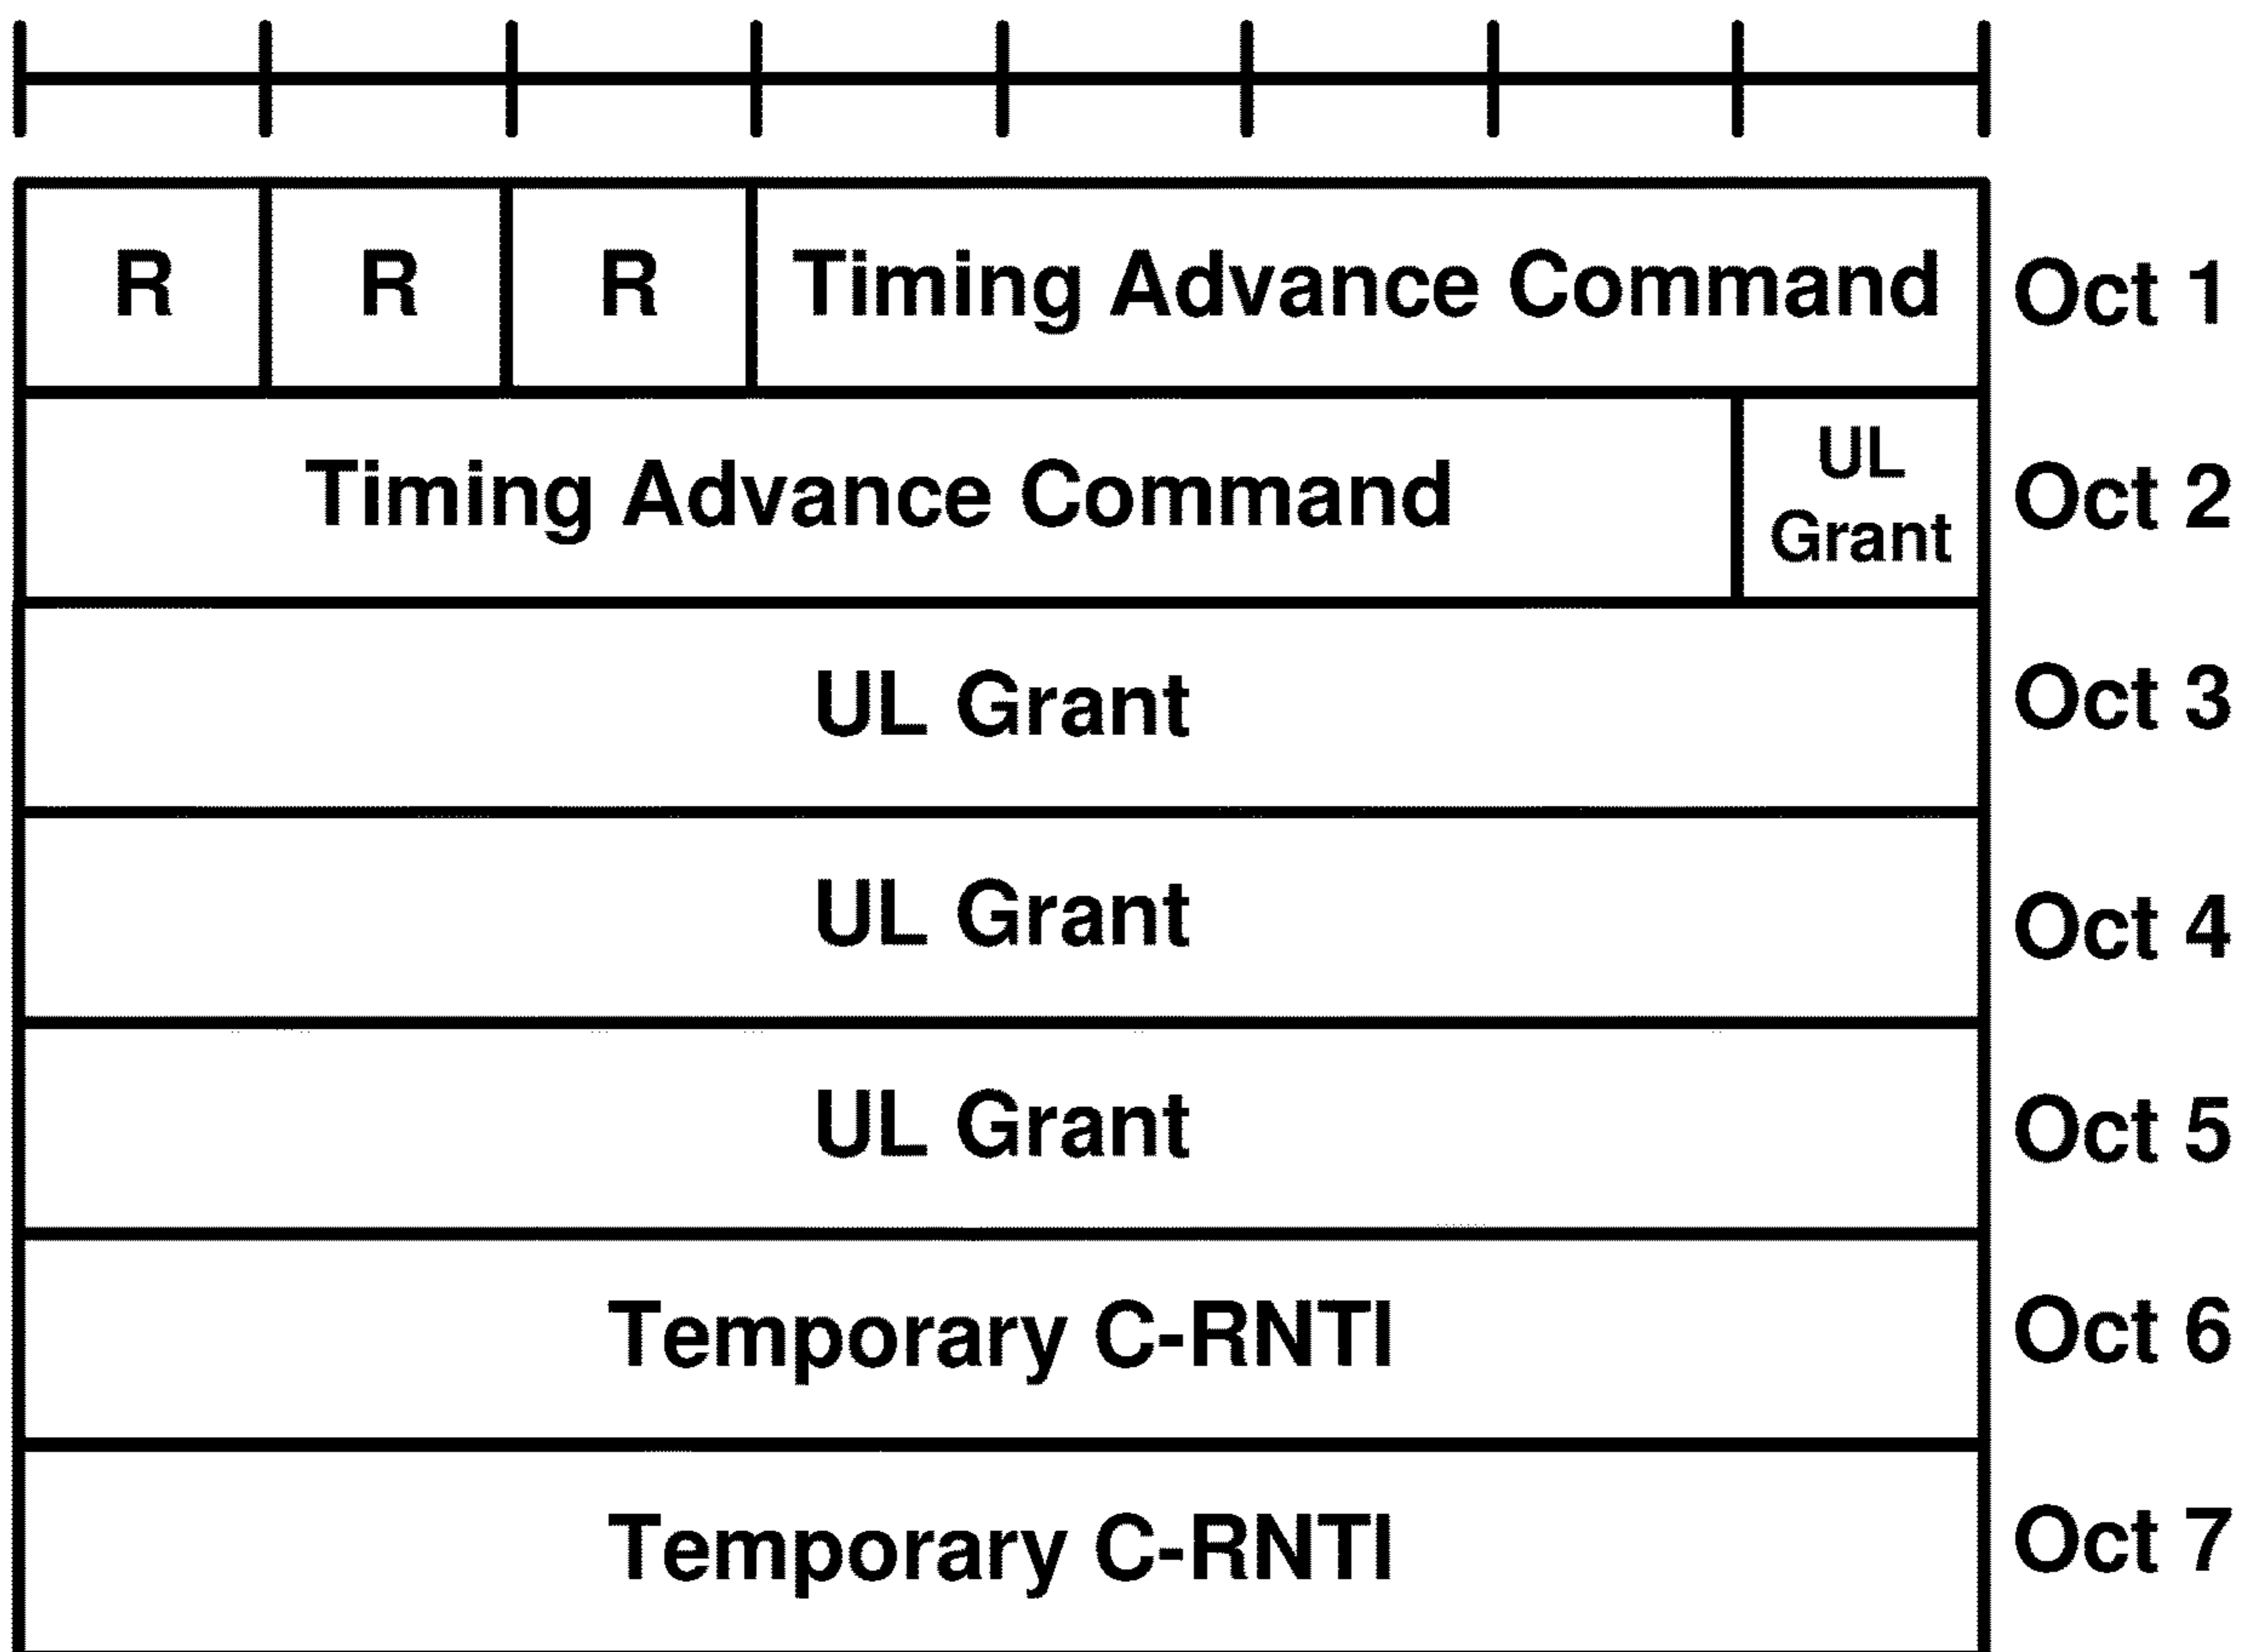 R R R Timing Advance Command Oct 1
Timing Advance Command UL Grant Oct 2
UL Grant Oct 3
UL Grant Oct 4
UL Grant Oct 5
Temporary C-RNTI Oct 6
Temporary C-RNTI Oct 7